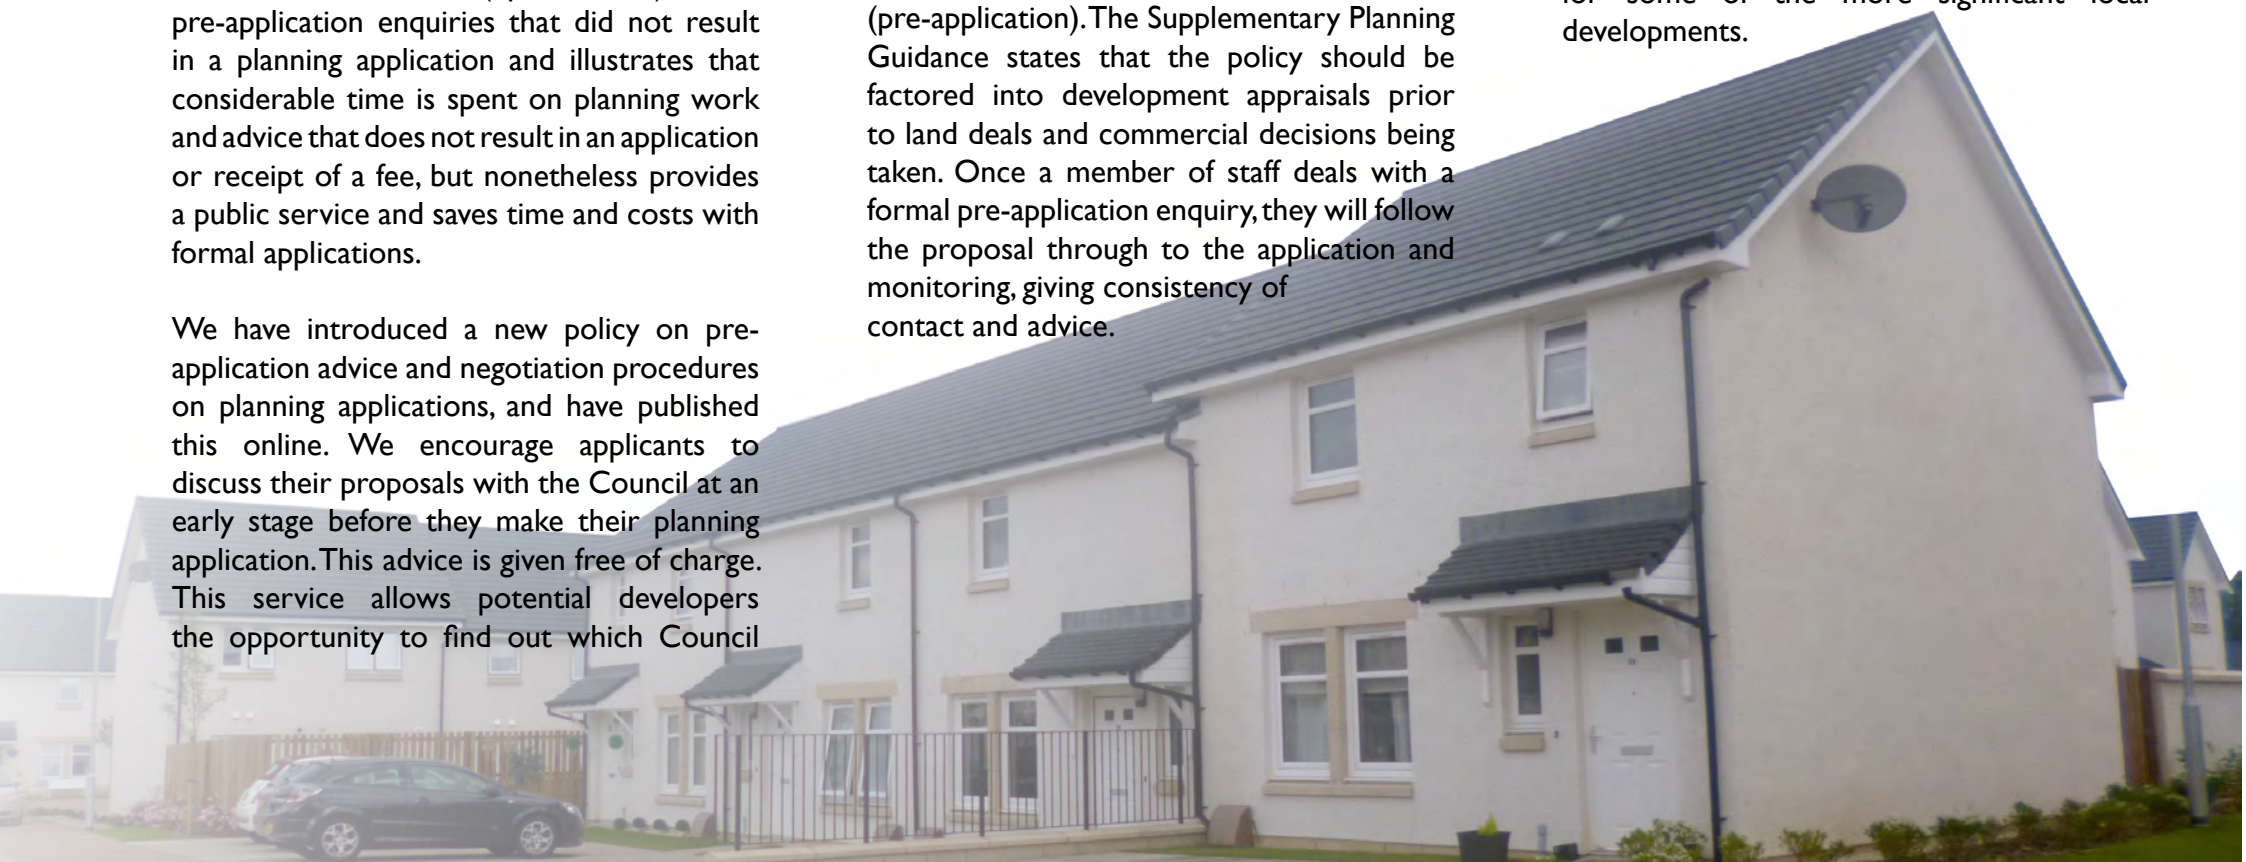 pre-application enquiries that did not result
in a planning application and illustrates that
considerable time is spent on planning work
and advice that does not result in an application
or receipt of a fee, but nonetheless provides
a public service and saves time and costs with
formal applications.
We have introduced a new policy on pre-
application advice and negotiation procedures
on planning applications, and have published
this online. We encourage applicants to
discuss their proposals with the Council at an
early stage before they make their planning
application. This advice is given free of charge.
This service allows potential developers
the opportunity to find out which Council
(pre-application). The Supplementary Planning
Guidance states that the policy should be
factored into development appraisals prior
to land deals and commercial decisions being
taken. Once a member of staff deals with a
formal pre-application enquiry, they will follow
the proposal through to the application and
monitoring, giving consistency of
contact and advice.
for some of the more significant local
developments.